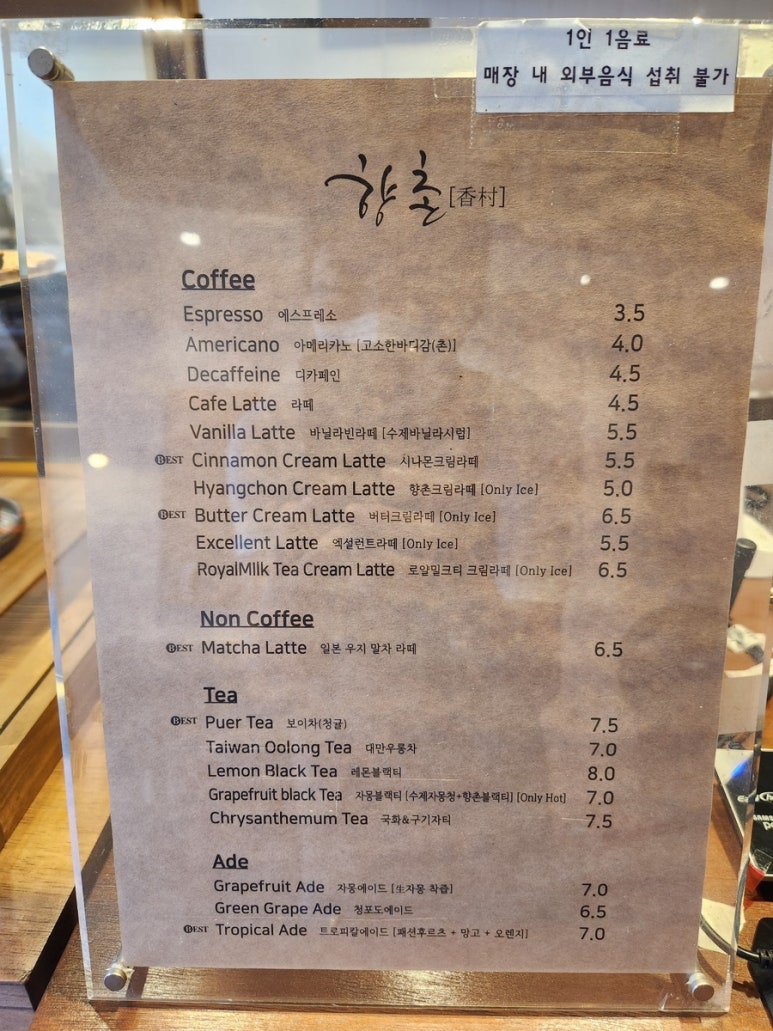 1인 1음료
매장 내 외부음식 섭취 불가
향촌 [香村]
Coffee
Espresso 에스프레소 3.5
Americano 아메리카노 [고소한바디감(촌)] 4.0
Decaffeine 디카페인 4.5
Cafe Latte 라떼 4.5
Vanilla Latte 바닐라빈라떼 [수제바닐라시럽] 5.5
BEST Cinnamon Cream Latte 시나몬크림라떼 5.5
Hyangchon Cream Latte 향촌크림라떼 [Only Ice] 5.0
BEST Butter Cream Latte 버터크림라떼 [Only Ice] 6.5
Excellent Latte 엑설런트라떼 [Only Ice] 5.5
RoyalMIlk Tea Cream Latte 로얄밀크티 크림라떼 [Only Ice] 6.5
Non Coffee
BEST Matcha Latte 일본 우지 말차 라떼 6.5
Tea
BEST Puer Tea 보이차(청귤) 7.5
Taiwan Oolong Tea 대만우롱차 7.0
Lemon Black Tea 레몬블랙티 8.0
Grapefruit black Tea 자몽블랙티 [수제자몽청+향촌블랙티] [Only Hot] 7.0
Chrysanthemum Tea 국화&구기자티 7.5
Ade
Grapefruit Ade 자몽에이드 [生자몽 착즙] 7.0
Green Grape Ade 청포도에이드 6.5
BEST Tropical Ade 트로피칼에이드 [패션후르츠 + 망고 + 오렌지] 7.0